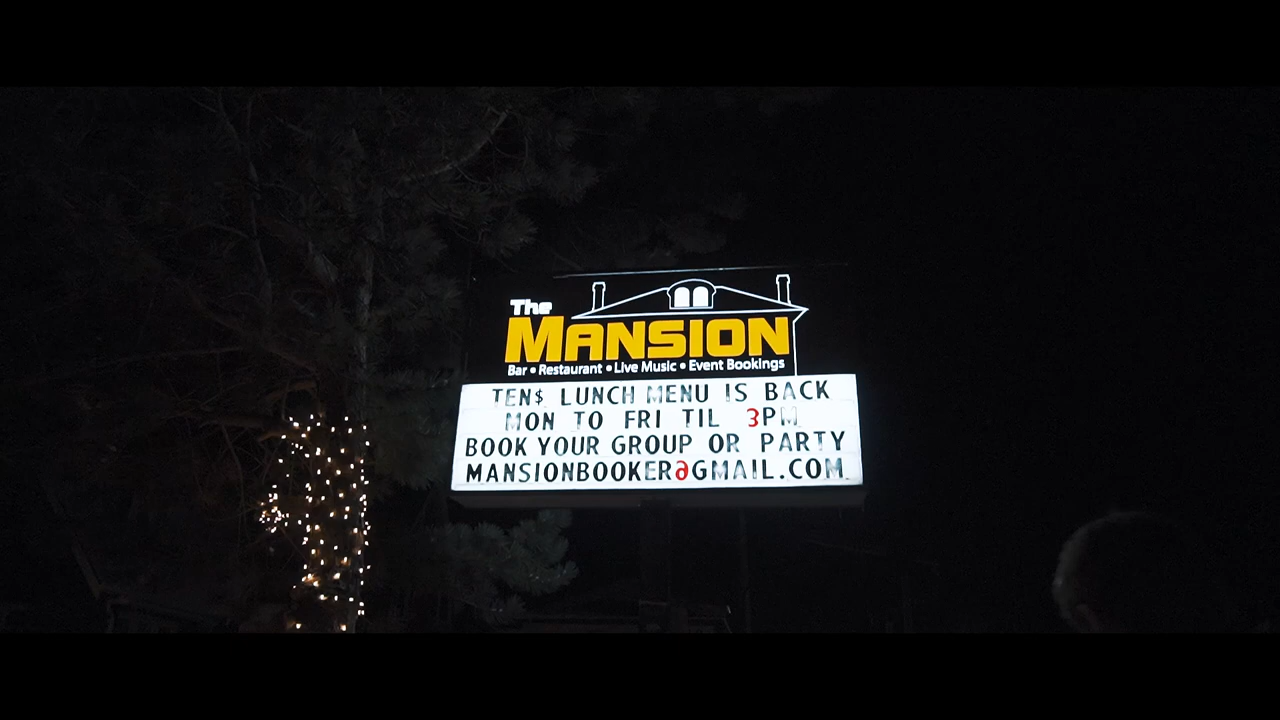 The
MANSION
Bar • Restaurant • Live Music • Event Bookings
TEN$ LUNCH MENU IS BACK
MON TO FRI TIL 3PM
BOOK YOUR GROUP OR PARTY
MANSIONBOOKER@GMAIL.COM